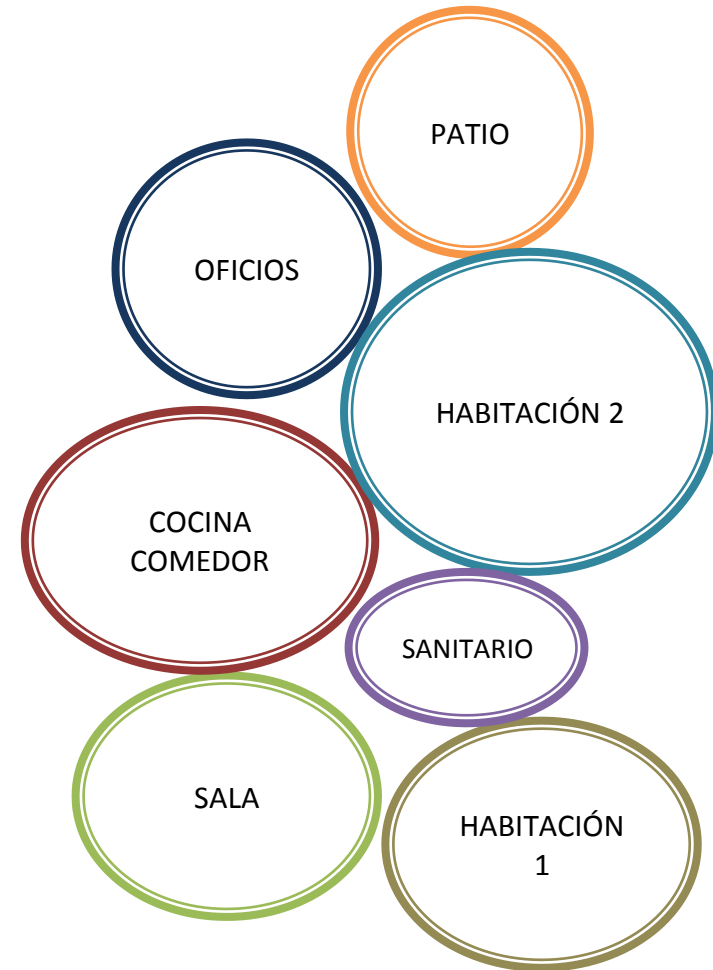 PATIO
OFICIOS
HABITACIÓN 2
COCINA
COMEDOR
SANITARIO
SALA
HABITACIÓN
1